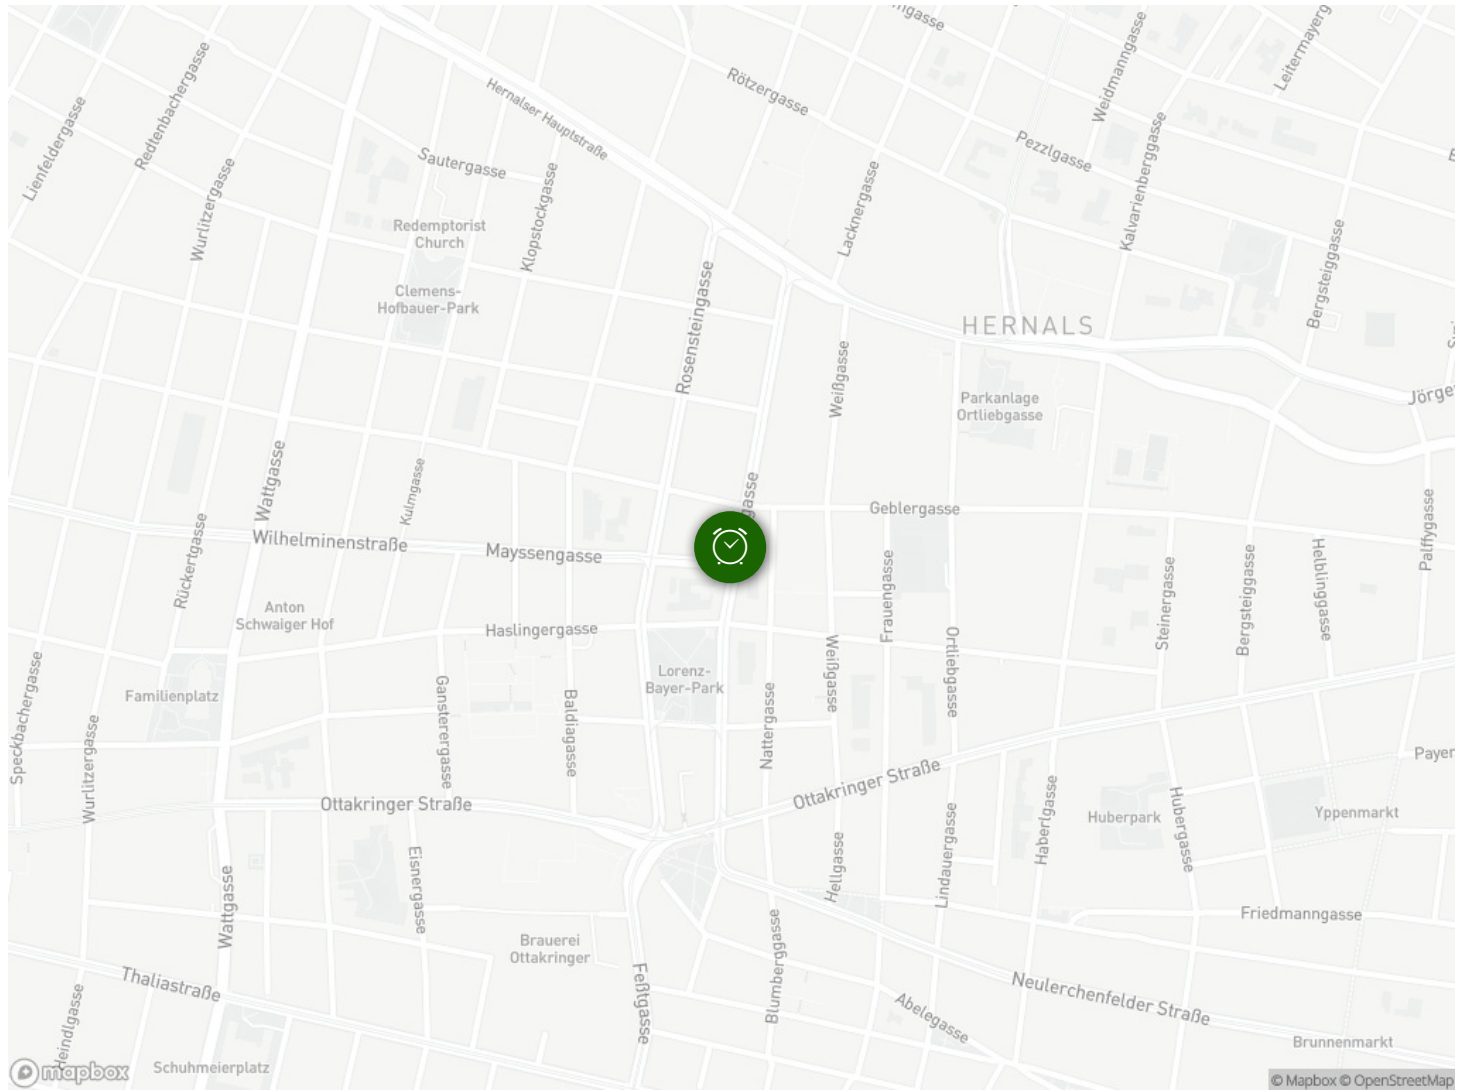 Rötzergasse
Weidmanngasse
Leitermayerg
Lienfeldergasse
Redtenbachergasse
Hernalser Hauptstraße
Pezzlgasse
Kalvarienberggasse
Wurlitzergasse
Sautergasse
Klopstockgasse
Lacknergasse
Redemptorist
Church
Bergsteiggasse
Clemens-
Hofbauer-Park
Rosensteingasse
HERNALS
Weißgasse
Parkanlage
Ortliebgasse
Jörge
Wattgasse
Kulmgasse
gasse
Geblergasse
Palffygasse
Wilhelminenstraße
Mayssengasse
Rückertgasse
Frauengasse
Steinergasse
Bergsteiggasse
Helblinggasse
Anton
Schwaiger Hof
Haslingergasse
Weißgasse
Ortliebgasse
Lorenz-
Bayer-Park
Speckbachergasse
Familienplatz
Gansterergasse
Baldiagasse
Nattergasse
Wurlitzergasse
Payer
Ottakringer Straße
Ottakringer Straße
Haberlgasse
Huberpark
Hubergasse
Yppenmarkt
Eisnergasse
Hellgasse
Lindauergasse
Wattgasse
Friedmanngasse
Brauerei
Ottakringer
Blumberggasse
Thaliastraße
Feßtgasse
Neulerchenfelder Straße
Heindlgasse
Abelegasse
Brunnenmarkt
Schuhmeierplatz
mapbox
© Mapbox © OpenStreetMap